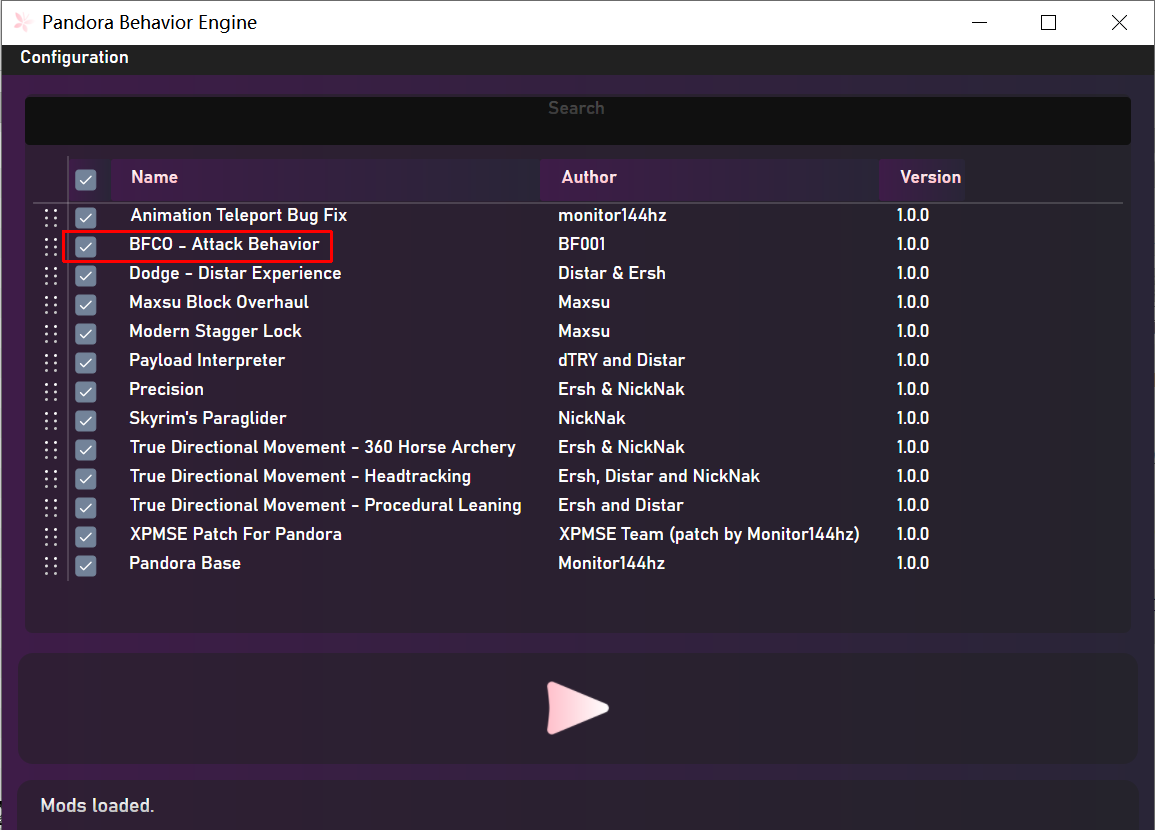 Pandora Behavior Engine
Configuration
Search
Name Author Version
Animation Teleport Bug Fix monitor144hz 1.0.0
BFCO - Attack Behavior BF001 1.0.0
Dodge - Distar Experience Distar & Ersh 1.0.0
Maxsu Block Overhaul Maxsu 1.0.0
Modern Stagger Lock Maxsu 1.0.0
Payload Interpreter dTRY and Distar 1.0.0
Precision Ersh & NickNak 1.0.0
Skyrim's Paraglider NickNak 1.0.0
True Directional Movement - 360 Horse Archery Ersh & NickNak 1.0.0
True Directional Movement - Headtracking Ersh, Distar and NickNak 1.0.0
True Directional Movement - Procedural Leaning Ersh and Distar 1.0.0
XPMSE Patch For Pandora XPMSE Team (patch by Monitor144hz) 1.0.0
Pandora Base Monitor144hz 1.0.0
Mods loaded.